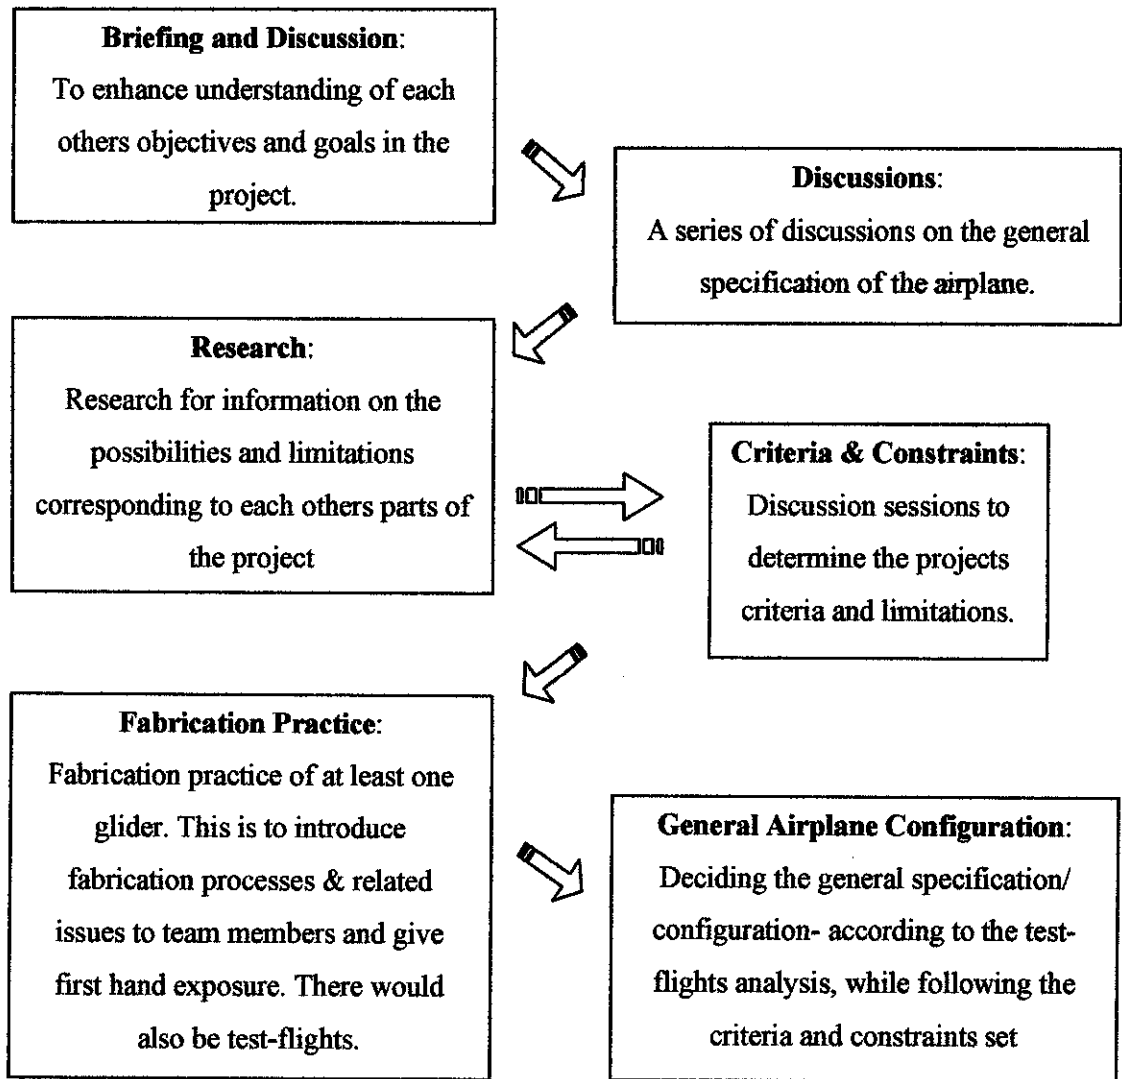 Briefing and Discussion:
To enhance understanding of each
others objectives and goals in the
project.
Discussions:
A series of discussions on the general
specification of the airplane.
Research:
Research for information on the
possibilities and limitations
corresponding to each others parts of
the project
Criteria & Constraints:
Discussion sessions to
determine the projects
criteria and limitations.
Fabrication Practice:
Fabrication practice of at least one
glider. This is to introduce
fabrication processes & related
issues to team members and give
first hand exposure. There would
also be test-flights.
General Airplane Configuration:
Deciding the general specification/
configuration- according to the test-
flights analysis, while following the
criteria and constraints set